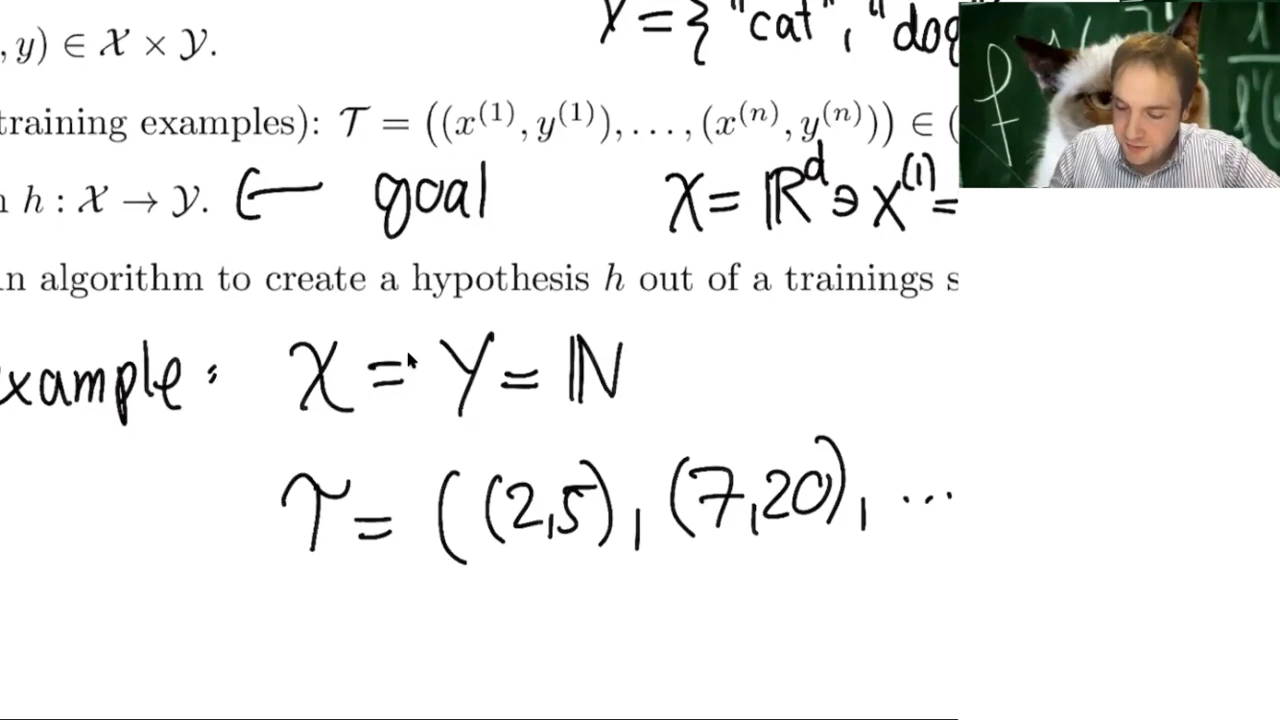 𝒴 = { "cat", "dog
, y) ∈ 𝒳 × 𝒴.
training examples): 𝒯 = ((x⁽¹⁾, y⁽¹⁾), …, (x⁽ⁿ⁾, y⁽ⁿ⁾)) ∈ (
h : 𝒳 → 𝒴. ← goal 𝒳 = ℝᵈ ∋ x⁽¹⁾ =
n algorithm to create a hypothesis h out of a trainings s
xample: 𝒳 = 𝒴 = ℕ
𝒯 = ( (2,5), (7,20), ...